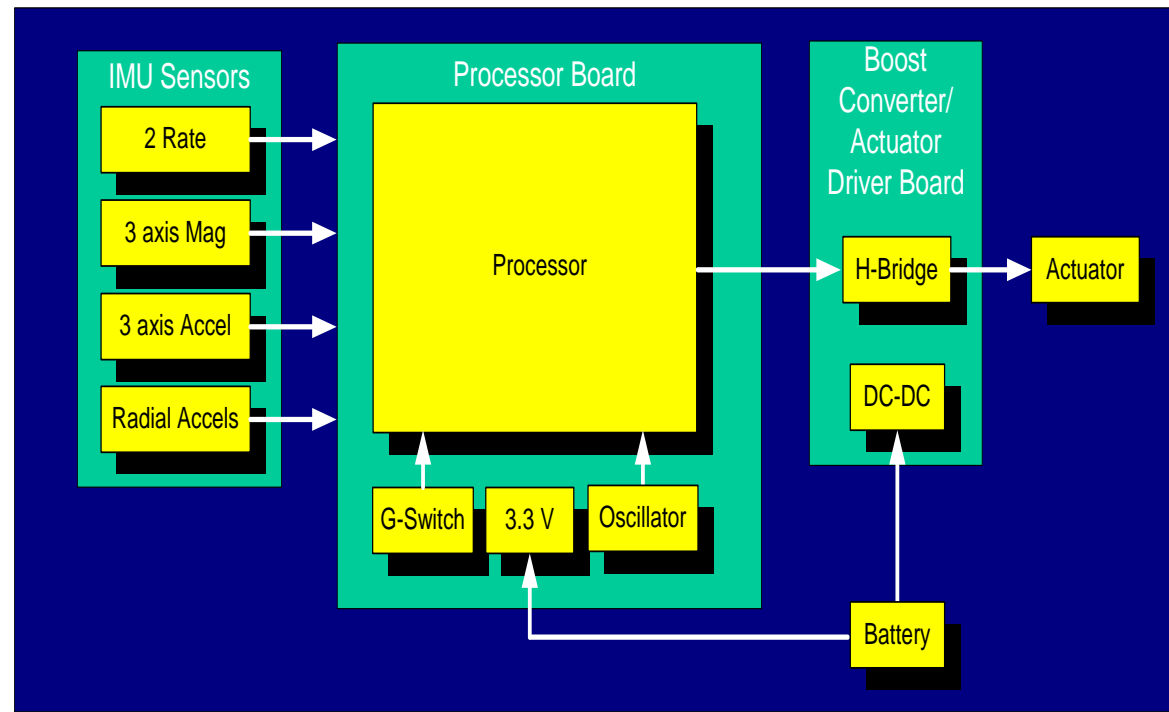 IMU Sensors
2 Rate
3 axis Mag
3 axis Accel
Radial Accels
Processor Board
Processor
G-Switch
3.3 V
Oscillator
Boost
Converter/
Actuator
Driver Board
H-Bridge
DC-DC
Actuator
Battery